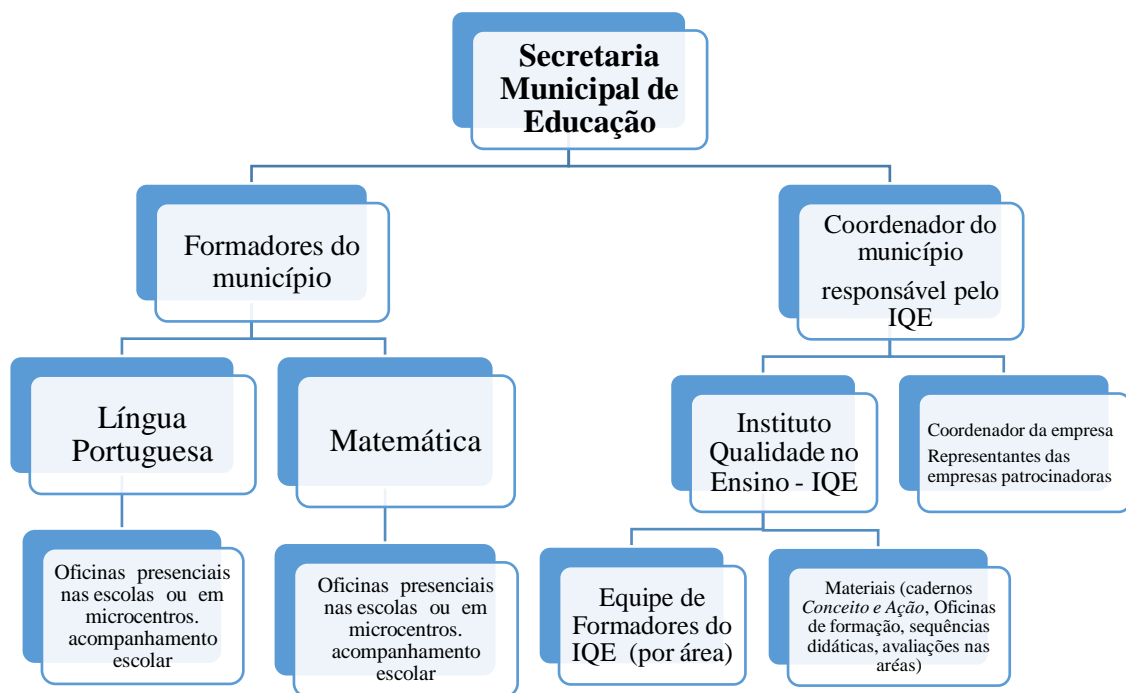 Secretaria
Municipal de
Educação
Formadores do
município
Coordenador do
município
responsável pelo
IQE
Língua
Portuguesa
Matemática
Instituto
Qualidade no
Ensino - IQE
Coordenador da empresa
Representantes das
empresas patrocinadoras
Oficinas presenciais
nas escolas ou em
microcentros.
acompanhamento
escolar
Oficinas presenciais
nas escolas ou em
microcentros.
acompanhamento
escolar
Equipe de
Formadores do
IQE (por área)
Materiais (cadernos
Conceito e Ação, Oficinas
de formação, sequências
didáticas, avaliações nas
aréas)